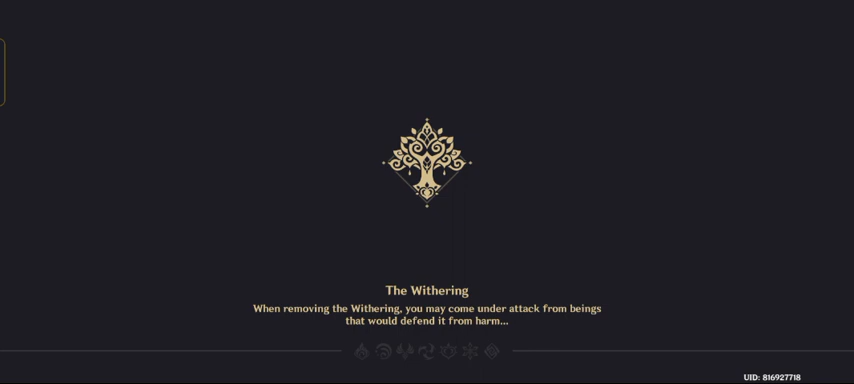 The Withering
When removing the Withering, you may come under attack from beings
that would defend it from harm...
UID: 816927718